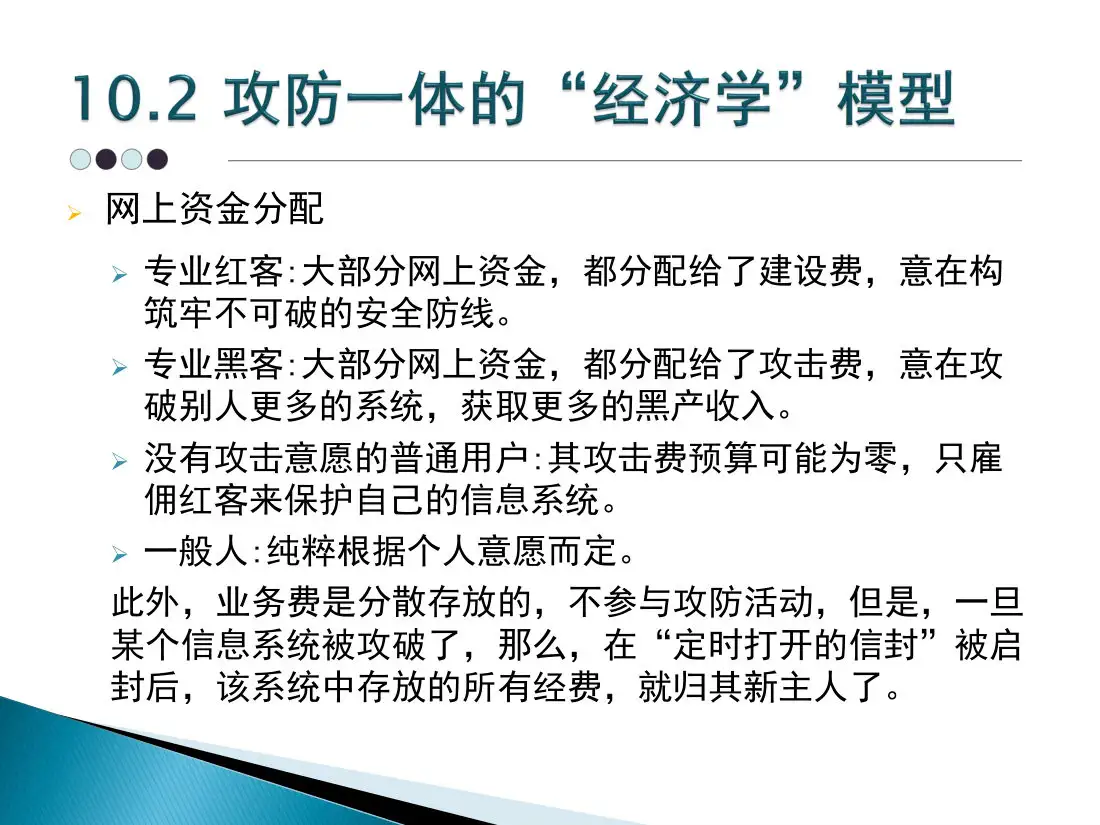 10.2 攻防一体的“经济学”模型
网上资金分配
专业红客:大部分网上资金，都分配给了建设费，意在构
筑牢不可破的安全防线。
专业黑客:大部分网上资金，都分配给了攻击费，意在攻
破别人更多的系统，获取更多的黑产收入。
没有攻击意愿的普通用户:其攻击费预算可能为零，只雇
佣红客来保护自己的信息系统。
一般人:纯粹根据个人意愿而定。
此外，业务费是分散存放的，不参与攻防活动，但是，一旦
某个信息系统被攻破了，那么，在“定时打开的信封”被启
封后，该系统中存放的所有经费，就归其新主人了。